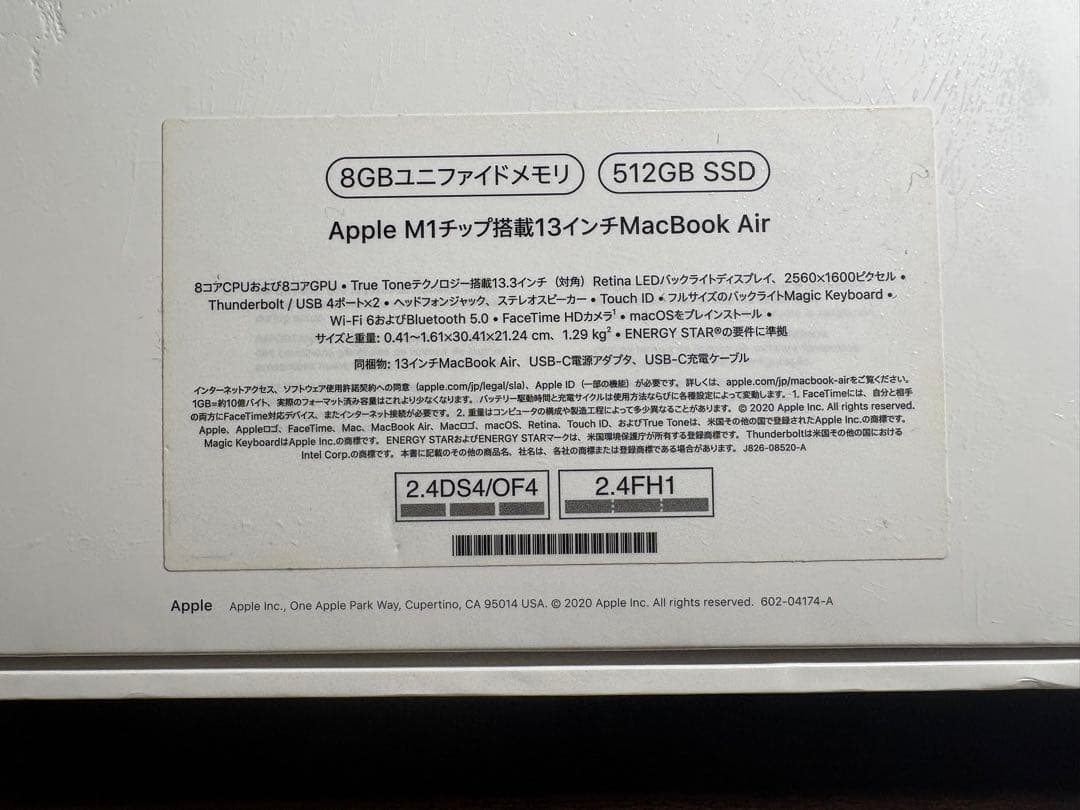 8GBユニファイドメモリ 512GB SSD
Apple M1チップ搭載13インチMacBook Air
8コアCPUおよび8コアGPU • True Toneテクノロジー搭載13.3インチ（対角）Retina LEDバックライトディスプレイ、2560×1600ピクセル •
Thunderbolt / USB 4ポート×2 • ヘッドフォンジャック、ステレオスピーカー • Touch ID • フルサイズのバックライトMagic Keyboard •
Wi-Fi 6およびBluetooth 5.0 • FaceTime HDカメラ¹ • macOSをプレインストール •
サイズと重量: 0.41〜1.61×30.41×21.24 cm、1.29 kg² • ENERGY STAR®の要件に準拠
同梱物: 13インチMacBook Air、USB-C電源アダプタ、USB-C充電ケーブル
インターネットアクセス、ソフトウェア使用許諾契約への同意（apple.com/jp/legal/sla）、Apple ID（一部の機能）が必要です。詳しくは、apple.com/jp/macbook-airをご覧ください。
1GB=約10億バイト、実際のフォーマット済み容量はこれより少なくなります。バッテリー駆動時間と充電サイクルは使用方法ならびに各種設定によって変動します。1. FaceTimeには、自分と相手
の両方にFaceTime対応デバイス、またインターネット接続が必要です。2. 重量はコンピュータの構成や製造工程によって多少異なることがあります。© 2020 Apple Inc. All rights reserved.
Apple、Appleロゴ、FaceTime、Mac、MacBook Air、Macロゴ、macOS、Retina、Touch ID、およびTrue Toneは、米国その他の国で登録されたApple Inc.の商標です。
Magic KeyboardはApple Inc.の商標です。ENERGY STARおよびENERGY STARマークは、米国環境保護庁が所有する登録商標です。Thunderboltは米国その他の国における
Intel Corp.の商標です。本書に記載のその他の商品名、社名は、各社の商標または登録商標である場合があります。J826-08520-A
2.4DS4/OF4 2.4FH1
Apple Apple Inc., One Apple Park Way, Cupertino, CA 95014 USA. © 2020 Apple Inc. All rights reserved. 602-04174-A